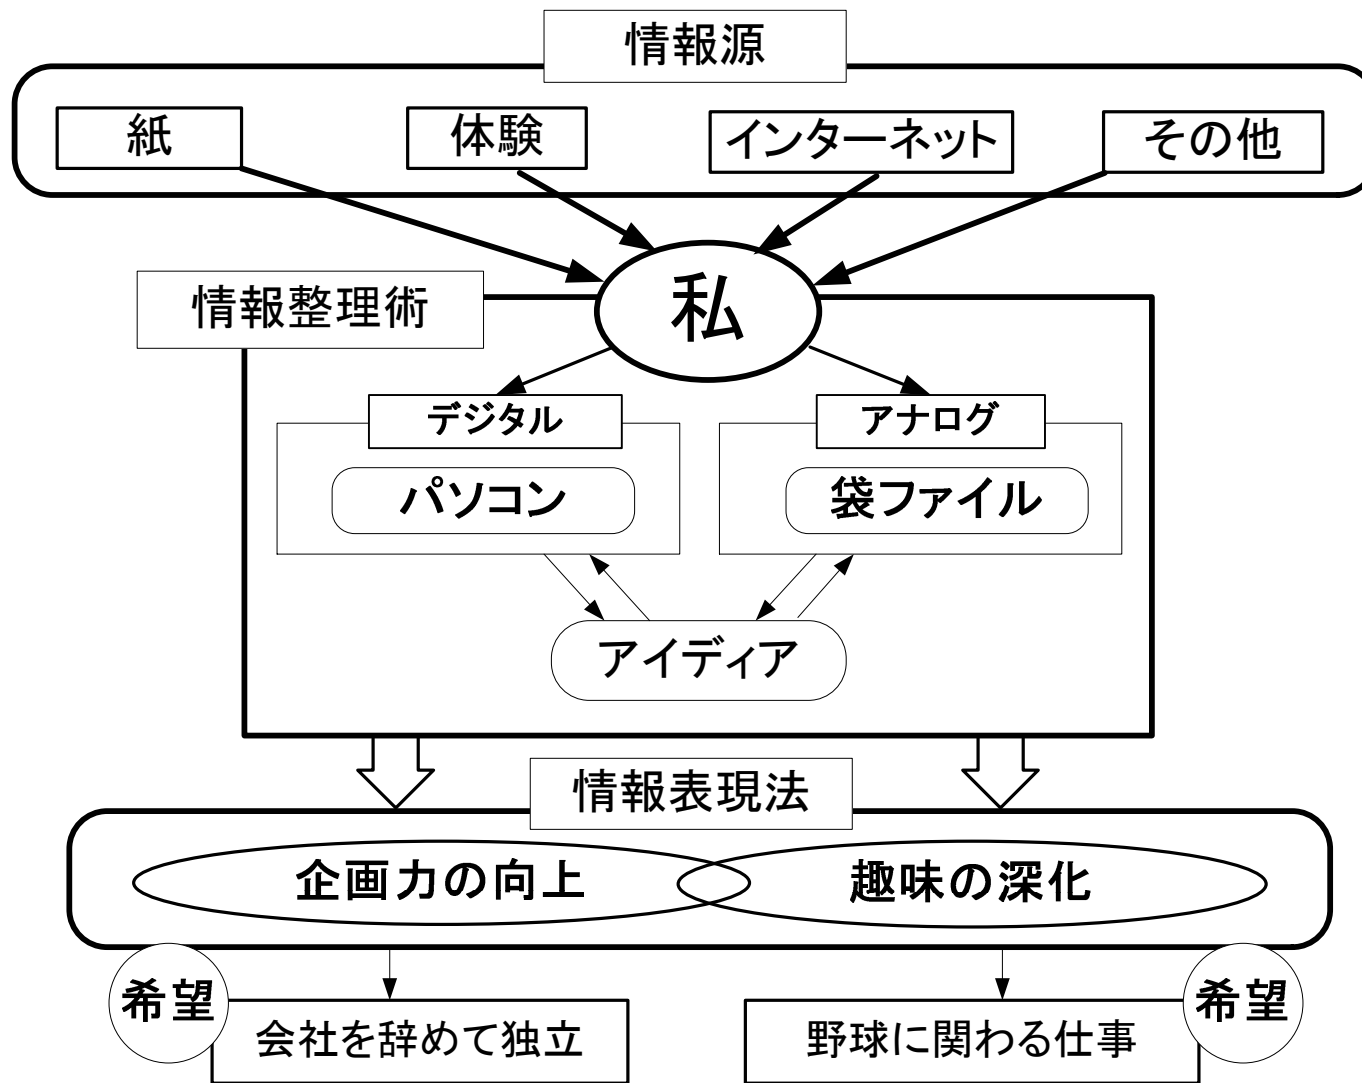 情報源
紙
体験
インターネット
その他
私
情報整理術
デジタル
アナログ
パソコン
袋ファイル
アイディア
情報表現法
企画力の向上
趣味の深化
希望
会社を辞めて独立
野球に関わる仕事
希望